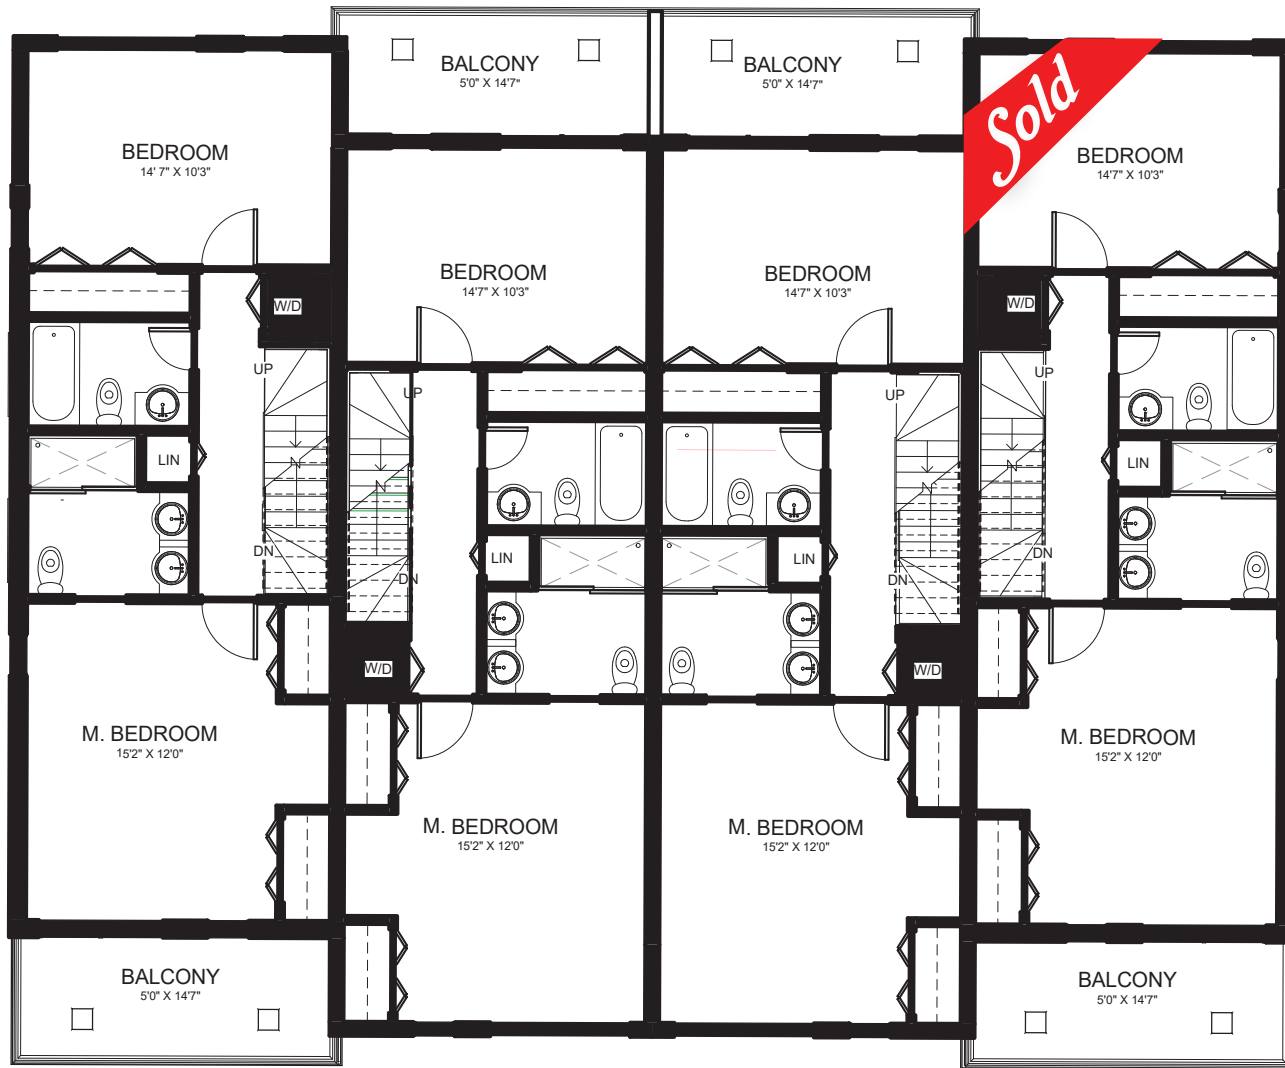 BALCONY
5'0" X 14'7"
BALCONY
5'0" X 14'7"
Sold
BEDROOM
14' 7" X 10'3"
BEDROOM
14'7" X 10'3"
BEDROOM
14'7" X 10'3"
BEDROOM
14'7" X 10'3"
W/D
W/D
UP
UP
UP
UP
LIN
LIN
N
N
N
N
DN
DN
LIN
LIN
DN
DN
W/D
W/D
M. BEDROOM
15'2" X 12'0"
M. BEDROOM
15'2" X 12'0"
M. BEDROOM
15'2" X 12'0"
M. BEDROOM
15'2" X 12'0"
BALCONY
5'0" X 14'7"
BALCONY
5'0" X 14'7"